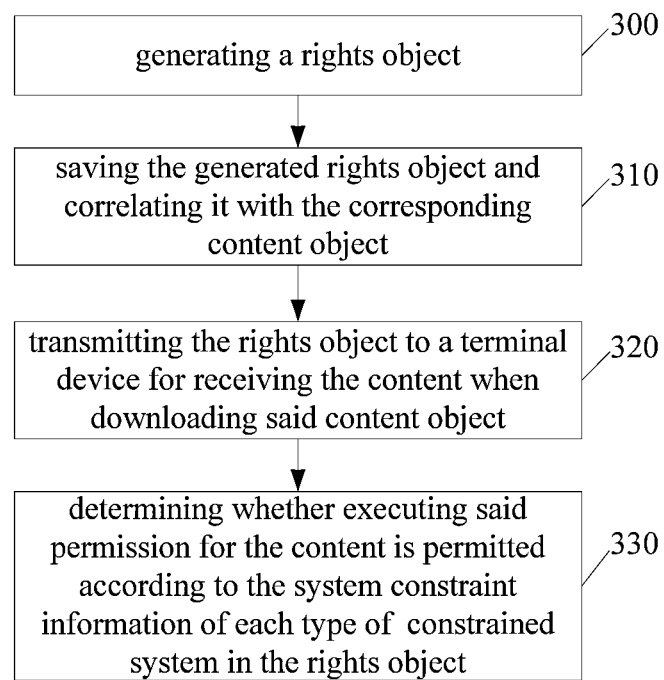 generating a rights object
300
saving the generated rights object and
correlating it with the corresponding
content object
310
transmitting the rights object to a terminal
device for receiving the content when
downloading said content object
320
determining whether executing said
permission for the content is permitted
according to the system constraint
information of each type of constrained
system in the rights object
330